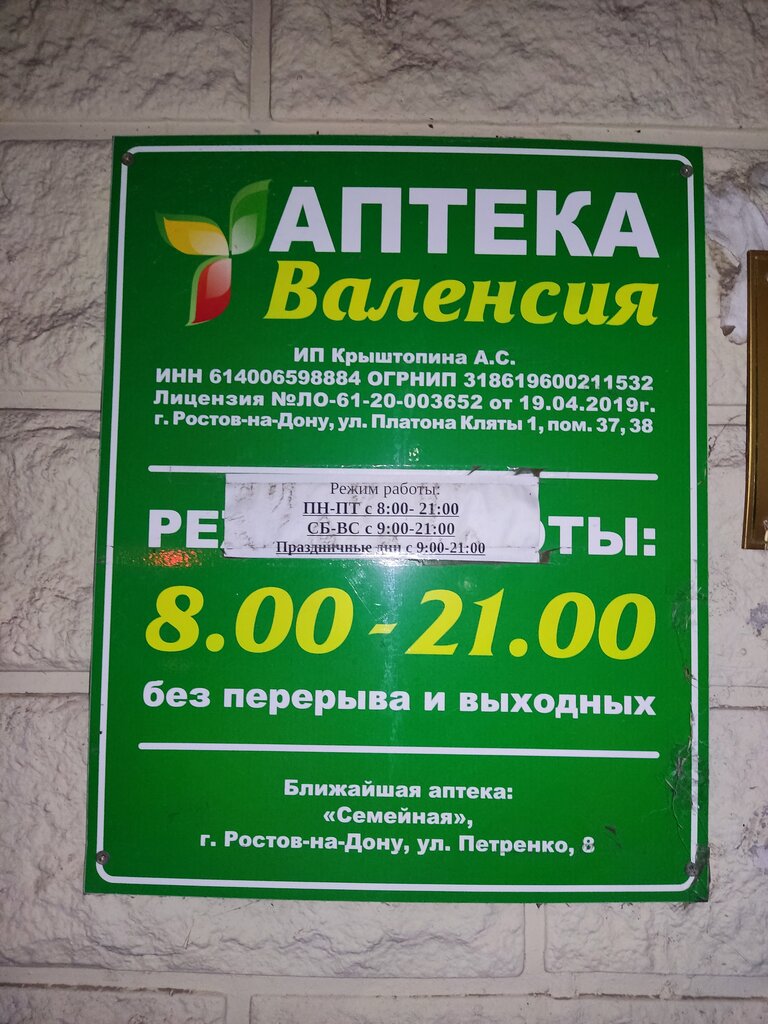 АПТЕКА
Валенсия
ИП Крыштопина А.С.
ИНН 614006598884 ОГРНИП 318619600211532
Лицензия №ЛО-61-20-003652 от 19.04.2019г.
г. Ростов-на-Дону, ул. Платона Кляты 1, пом. 37, 38
Режим работы:
ПН-ПТ с 8:00- 21:00
СБ-ВС с 9:00-21:00
Праздничные дни с 9:00-21:00
8.00 - 21.00
без перерыва и выходных
Ближайшая аптека:
«Семейная»,
г. Ростов-на-Дону, ул. Петренко, 8